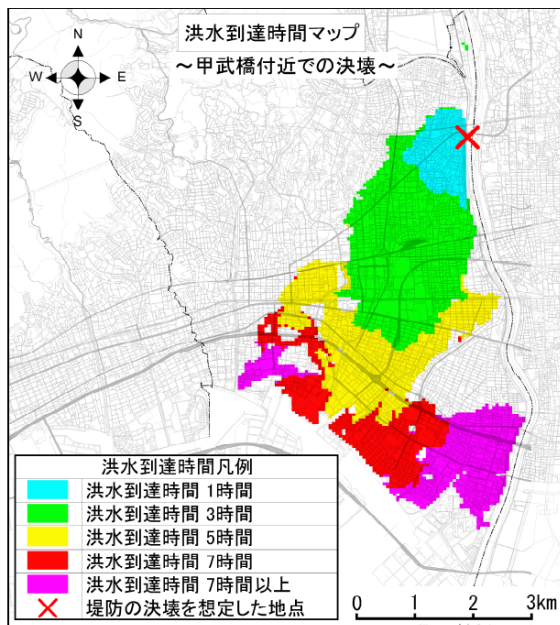 洪水到達時間マップ
～甲武橋付近での決壊～
N
W E
S
洪水到達時間凡例
洪水到達時間 1時間
洪水到達時間 3時間
洪水到達時間 5時間
洪水到達時間 7時間
洪水到達時間 7時間以上
堤防の決壊を想定した地点
0 1 2 3km